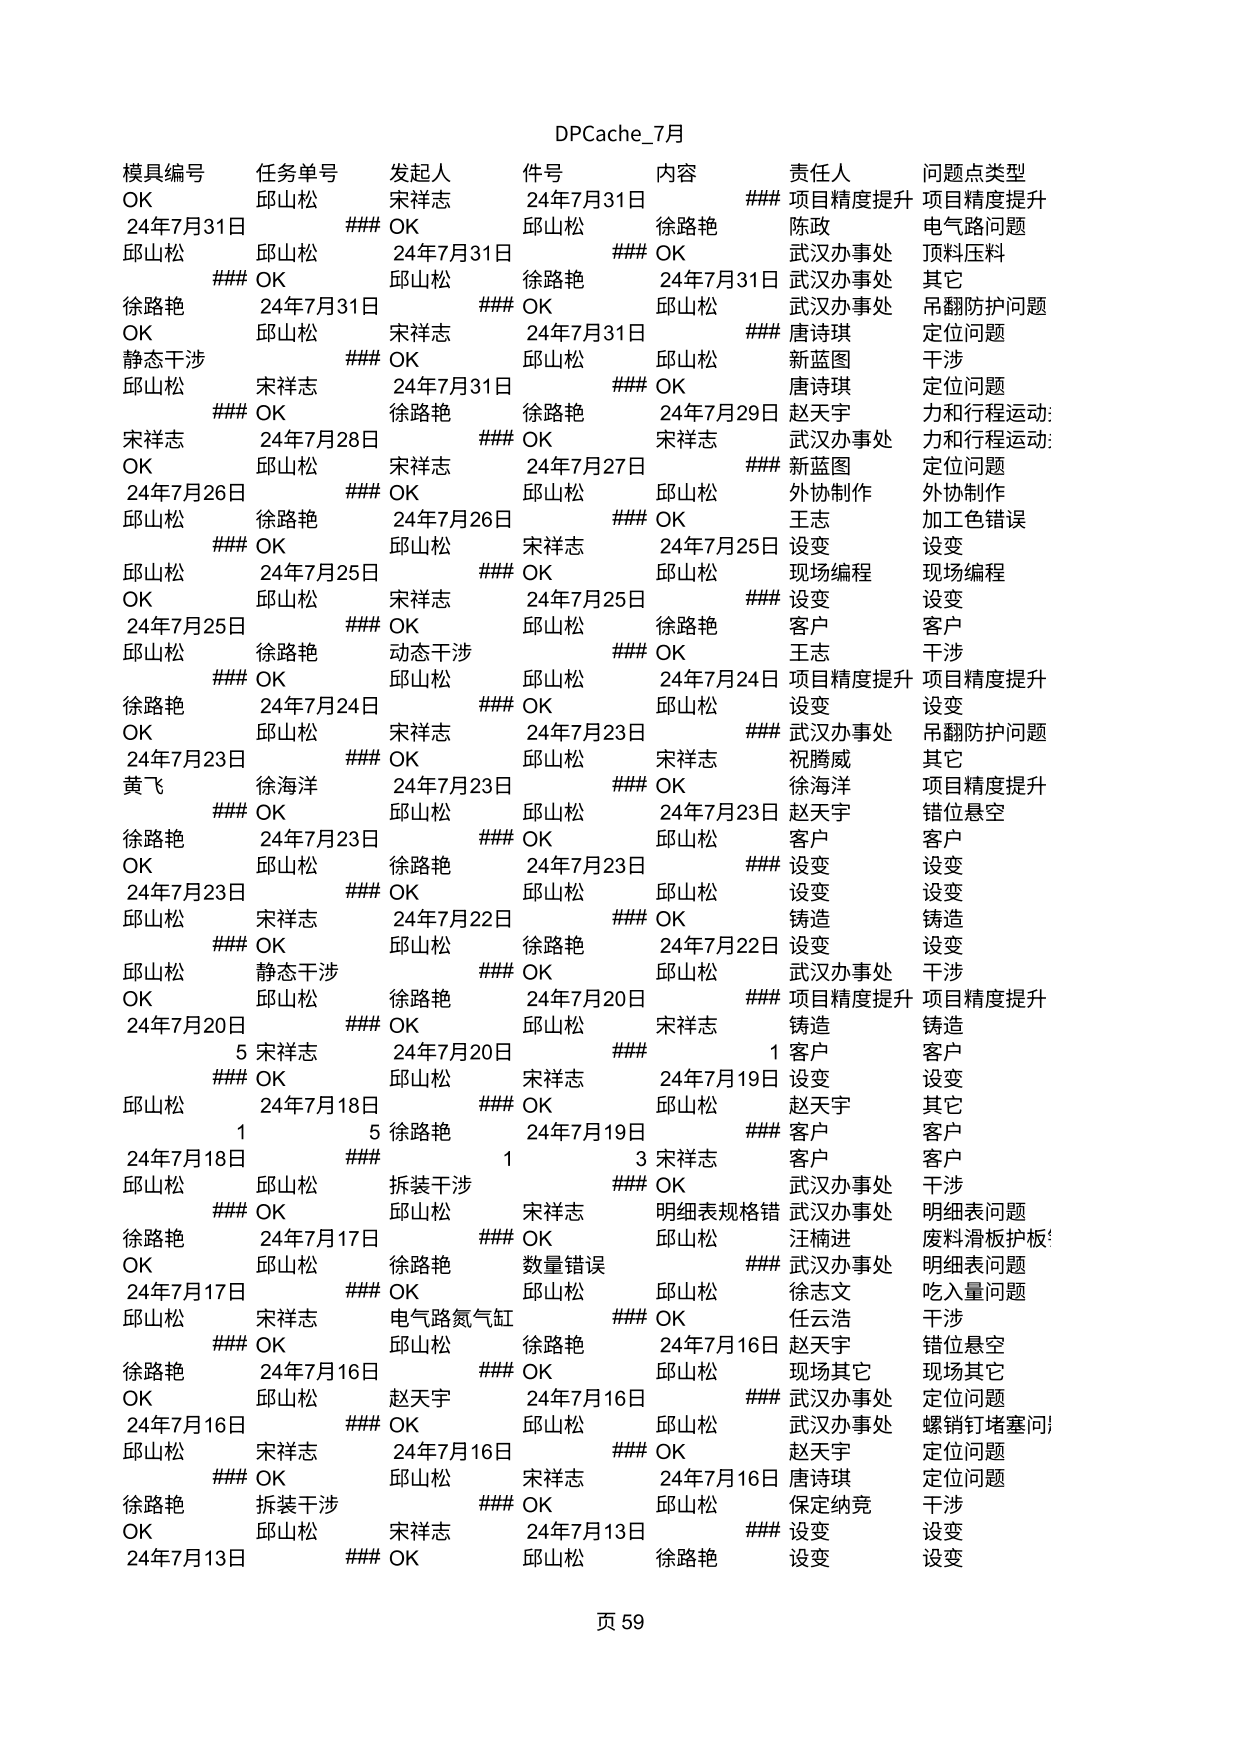 DPCache_7月
模具编号 任务单号 发起人 件号 内容 责任人 问题点类型
OK 邱山松 宋祥志 24年7月31日 ### 项目精度提升 项目精度提升
24年7月31日 ### OK 邱山松 徐路艳 陈政 电气路问题
邱山松 邱山松 24年7月31日 ### OK 武汉办事处 顶料压料
### OK 邱山松 徐路艳 24年7月31日 武汉办事处 其它
徐路艳 24年7月31日 ### OK 邱山松 武汉办事处 吊翻防护问题
OK 邱山松 宋祥志 24年7月31日 ### 唐诗琪 定位问题
静态干涉 ### OK 邱山松 邱山松 新蓝图 干涉
邱山松 宋祥志 24年7月31日 ### OK 唐诗琪 定位问题
### OK 徐路艳 徐路艳 24年7月29日 赵天宇 力和行程运动
宋祥志 24年7月28日 ### OK 宋祥志 武汉办事处 力和行程运动
OK 邱山松 宋祥志 24年7月27日 ### 新蓝图 定位问题
24年7月26日 ### OK 邱山松 邱山松 外协制作 外协制作
邱山松 徐路艳 24年7月26日 ### OK 王志 加工色错误
### OK 邱山松 宋祥志 24年7月25日 设变 设变
邱山松 24年7月25日 ### OK 邱山松 现场编程 现场编程
OK 邱山松 宋祥志 24年7月25日 ### 设变 设变
24年7月25日 ### OK 邱山松 徐路艳 客户 客户
邱山松 徐路艳 动态干涉 ### OK 王志 干涉
### OK 邱山松 邱山松 24年7月24日 项目精度提升 项目精度提升
徐路艳 24年7月24日 ### OK 邱山松 设变 设变
OK 邱山松 宋祥志 24年7月23日 ### 武汉办事处 吊翻防护问题
24年7月23日 ### OK 邱山松 宋祥志 祝腾威 其它
黄飞 徐海洋 24年7月23日 ### OK 徐海洋 项目精度提升
### OK 邱山松 邱山松 24年7月23日 赵天宇 错位悬空
徐路艳 24年7月23日 ### OK 邱山松 客户 客户
OK 邱山松 徐路艳 24年7月23日 ### 设变 设变
24年7月23日 ### OK 邱山松 邱山松 设变 设变
邱山松 宋祥志 24年7月22日 ### OK 铸造 铸造
### OK 邱山松 徐路艳 24年7月22日 设变 设变
邱山松 静态干涉 ### OK 邱山松 武汉办事处 干涉
OK 邱山松 徐路艳 24年7月20日 ### 项目精度提升 项目精度提升
24年7月20日 ### OK 邱山松 宋祥志 铸造 铸造
5 宋祥志 24年7月20日 ### 1 客户 客户
### OK 邱山松 宋祥志 24年7月19日 设变 设变
邱山松 24年7月18日 ### OK 邱山松 赵天宇 其它
1 5 徐路艳 24年7月19日 ### 客户 客户
24年7月18日 ### 1 3 宋祥志 客户 客户
邱山松 邱山松 拆装干涉 ### OK 武汉办事处 干涉
### OK 邱山松 宋祥志 明细表规格错 武汉办事处 明细表问题
徐路艳 24年7月17日 ### OK 邱山松 汪楠进 废料滑板护板
OK 邱山松 徐路艳 数量错误 ### 武汉办事处 明细表问题
24年7月17日 ### OK 邱山松 邱山松 徐志文 吃入量问题
邱山松 宋祥志 电气路氮气缸 ### OK 任云浩 干涉
### OK 邱山松 徐路艳 24年7月16日 赵天宇 错位悬空
徐路艳 24年7月16日 ### OK 邱山松 现场其它 现场其它
OK 邱山松 赵天宇 24年7月16日 ### 武汉办事处 定位问题
24年7月16日 ### OK 邱山松 邱山松 武汉办事处 螺销钉堵塞问
邱山松 宋祥志 24年7月16日 ### OK 赵天宇 定位问题
### OK 邱山松 宋祥志 24年7月16日 唐诗琪 定位问题
徐路艳 拆装干涉 ### OK 邱山松 保定纳竞 干涉
OK 邱山松 宋祥志 24年7月13日 ### 设变 设变
24年7月13日 ### OK 邱山松 徐路艳 设变 设变
页 59